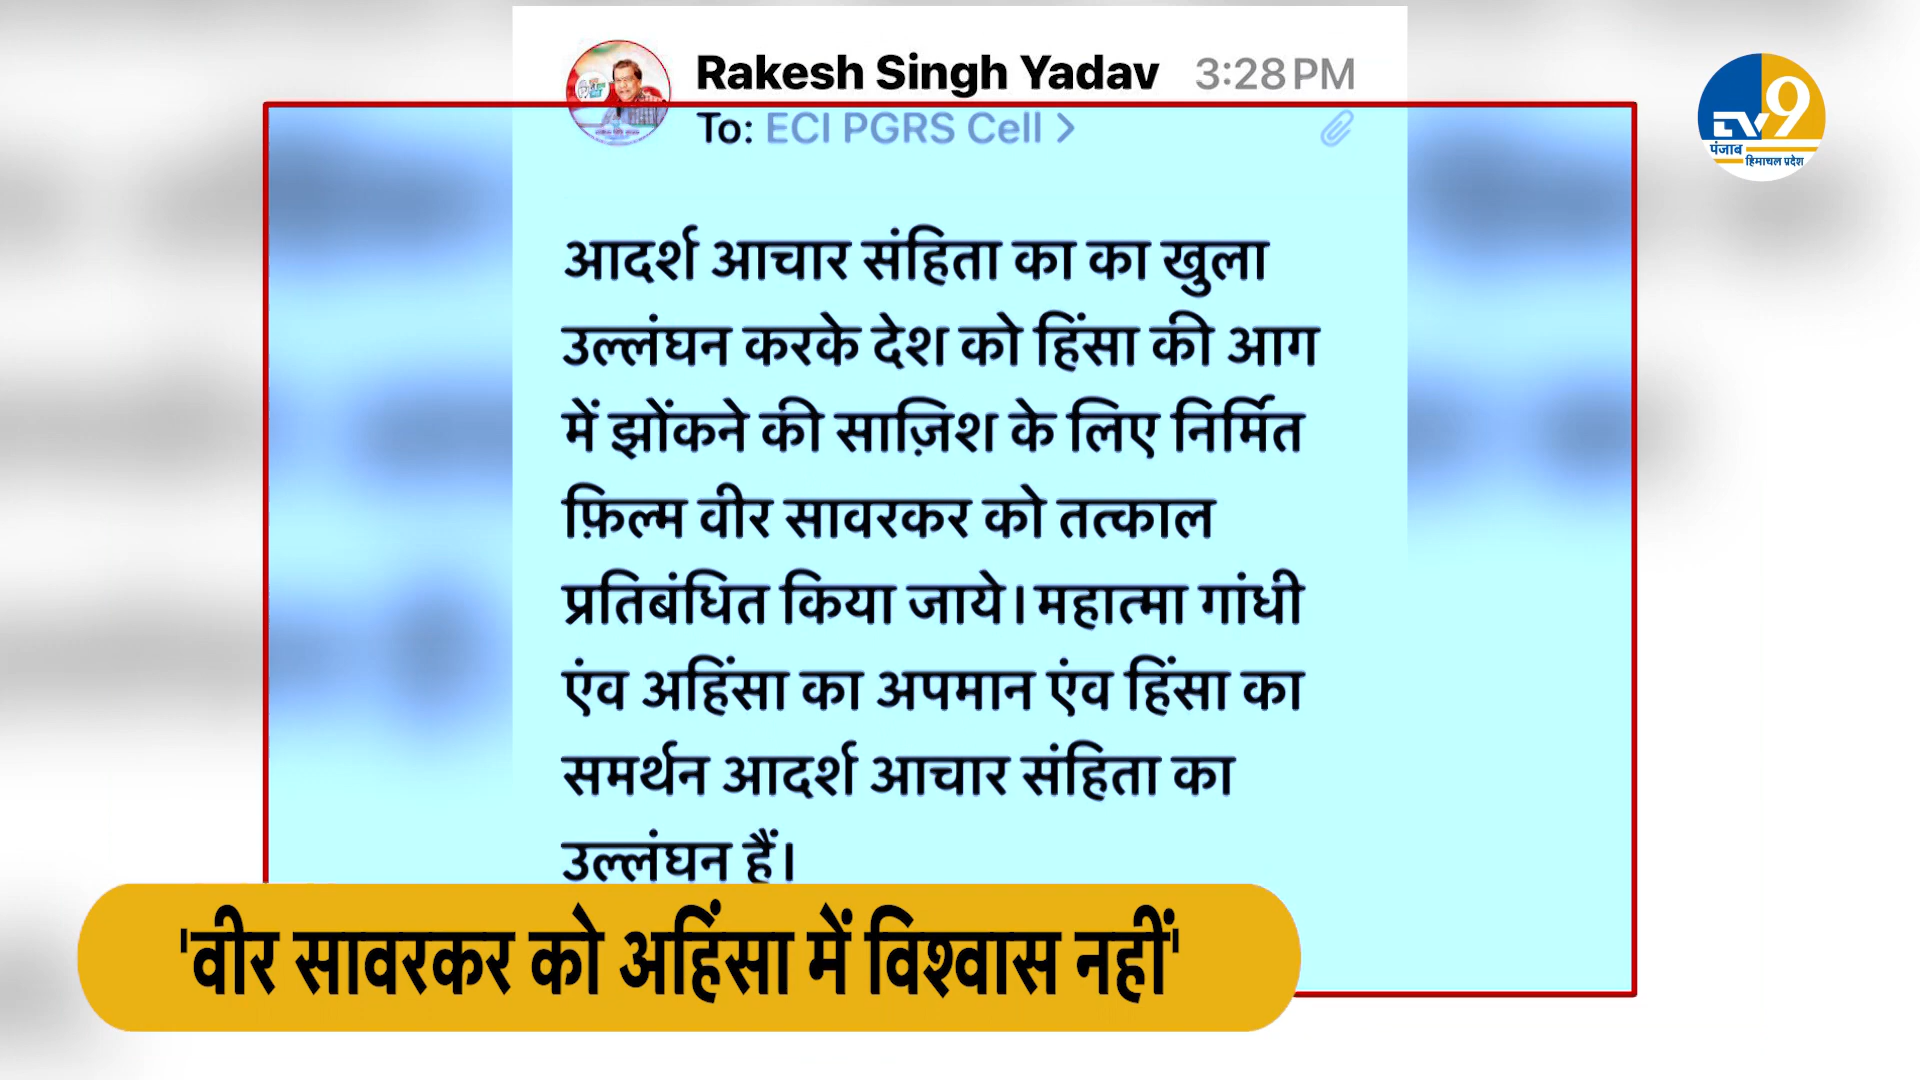 Rakesh Singh Yadav 3:28 PM
To: ECI PGRS Cell >
TV9
पंजाब
हिमाचल प्रदेश
आदर्श आचार संहिता का का खुला
उल्लंघन करके देश को हिंसा की आग
में झोंकने की साज़िश के लिए निर्मित
फ़िल्म वीर सावरकर को तत्काल
प्रतिबंधित किया जाये। महात्मा गांधी
एंव अहिंसा का अपमान एंव हिंसा का
समर्थन आदर्श आचार संहिता का
उल्लंघन हैं।
'वीर सावरकर को अहिंसा में विश्वास नहीं'